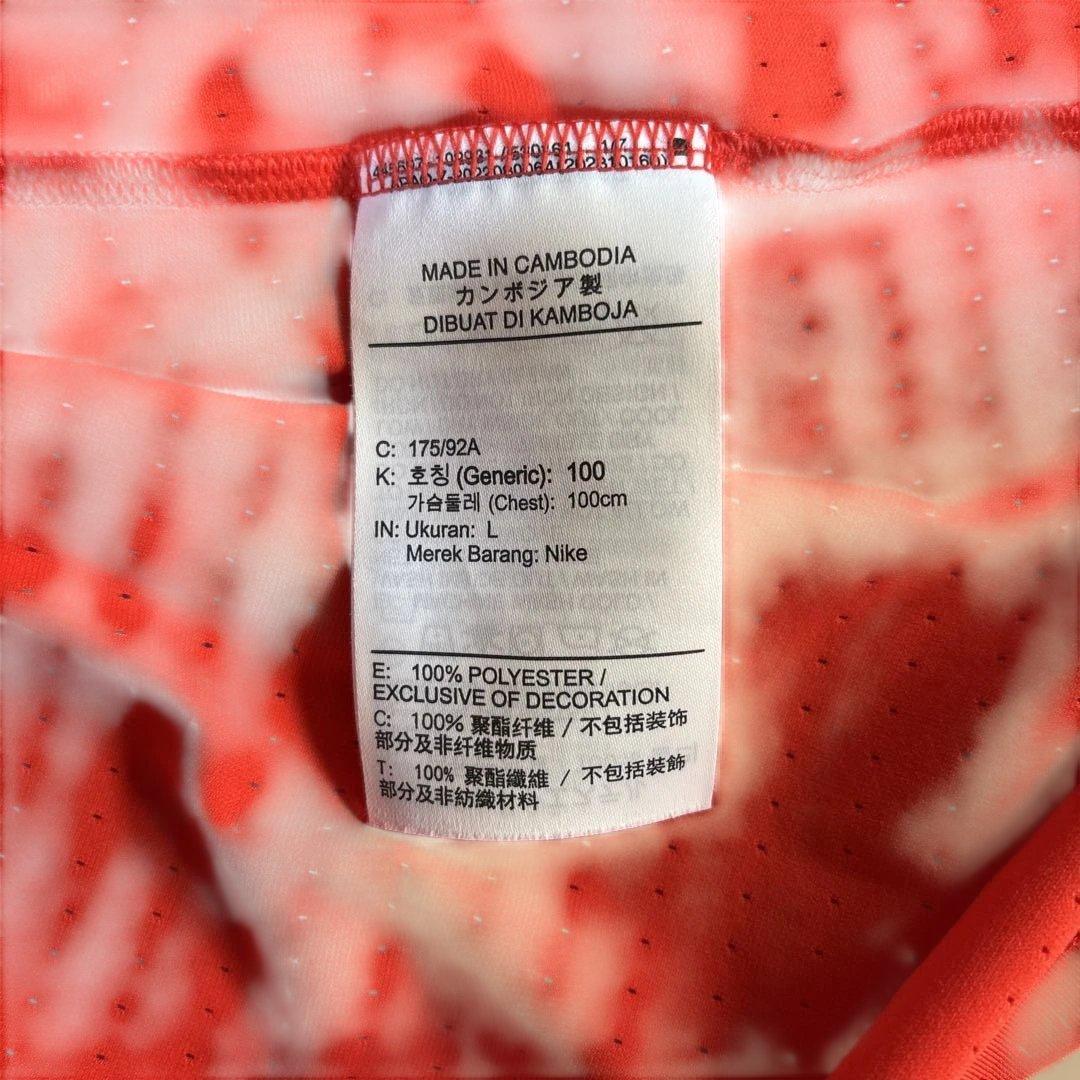 MADE IN CAMBODIA
カンボジア製
DIBUAT DI KAMBOJA
C: 175/92A
K: 호칭 (Generic): 100
가슴둘레 (Chest): 100cm
IN: Ukuran: L
Merek Barang: Nike
E: 100% POLYESTER /
EXCLUSIVE OF DECORATION
C: 100% 聚酯纤维 / 不包括装饰
部分及非纤维物质
T: 100% 聚酯纖維 / 不包括裝飾
部分及非紡織材料